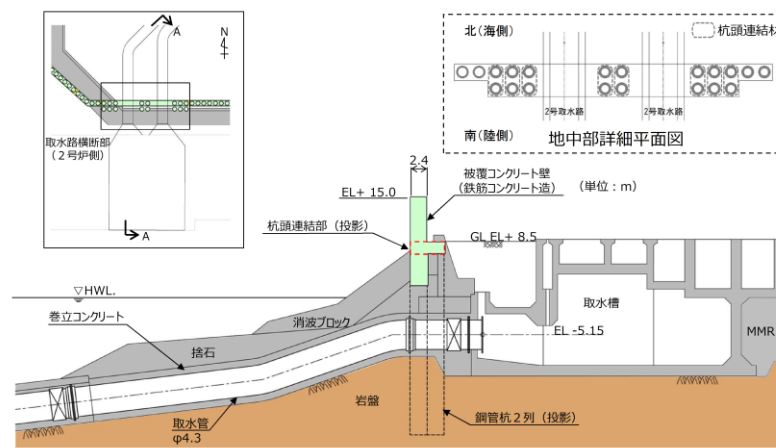 A
N
取水路横断部
(2号炉側)
A
北(海側)
杭頭連結材
2号取水路
2号取水路
南(陸側)
地中部詳細平面図
2.4
EL+ 15.0
被覆コンクリート壁
(鉄筋コンクリート造)
(単位:m)
杭頭連結部(投影)
GL EL+ 8.5
▽HWL.
巻立コンクリート
消波ブロック
捨石
取水槽
EL -5.15
MMR
岩盤
取水管
φ4.3
鋼管杭2列(投影)